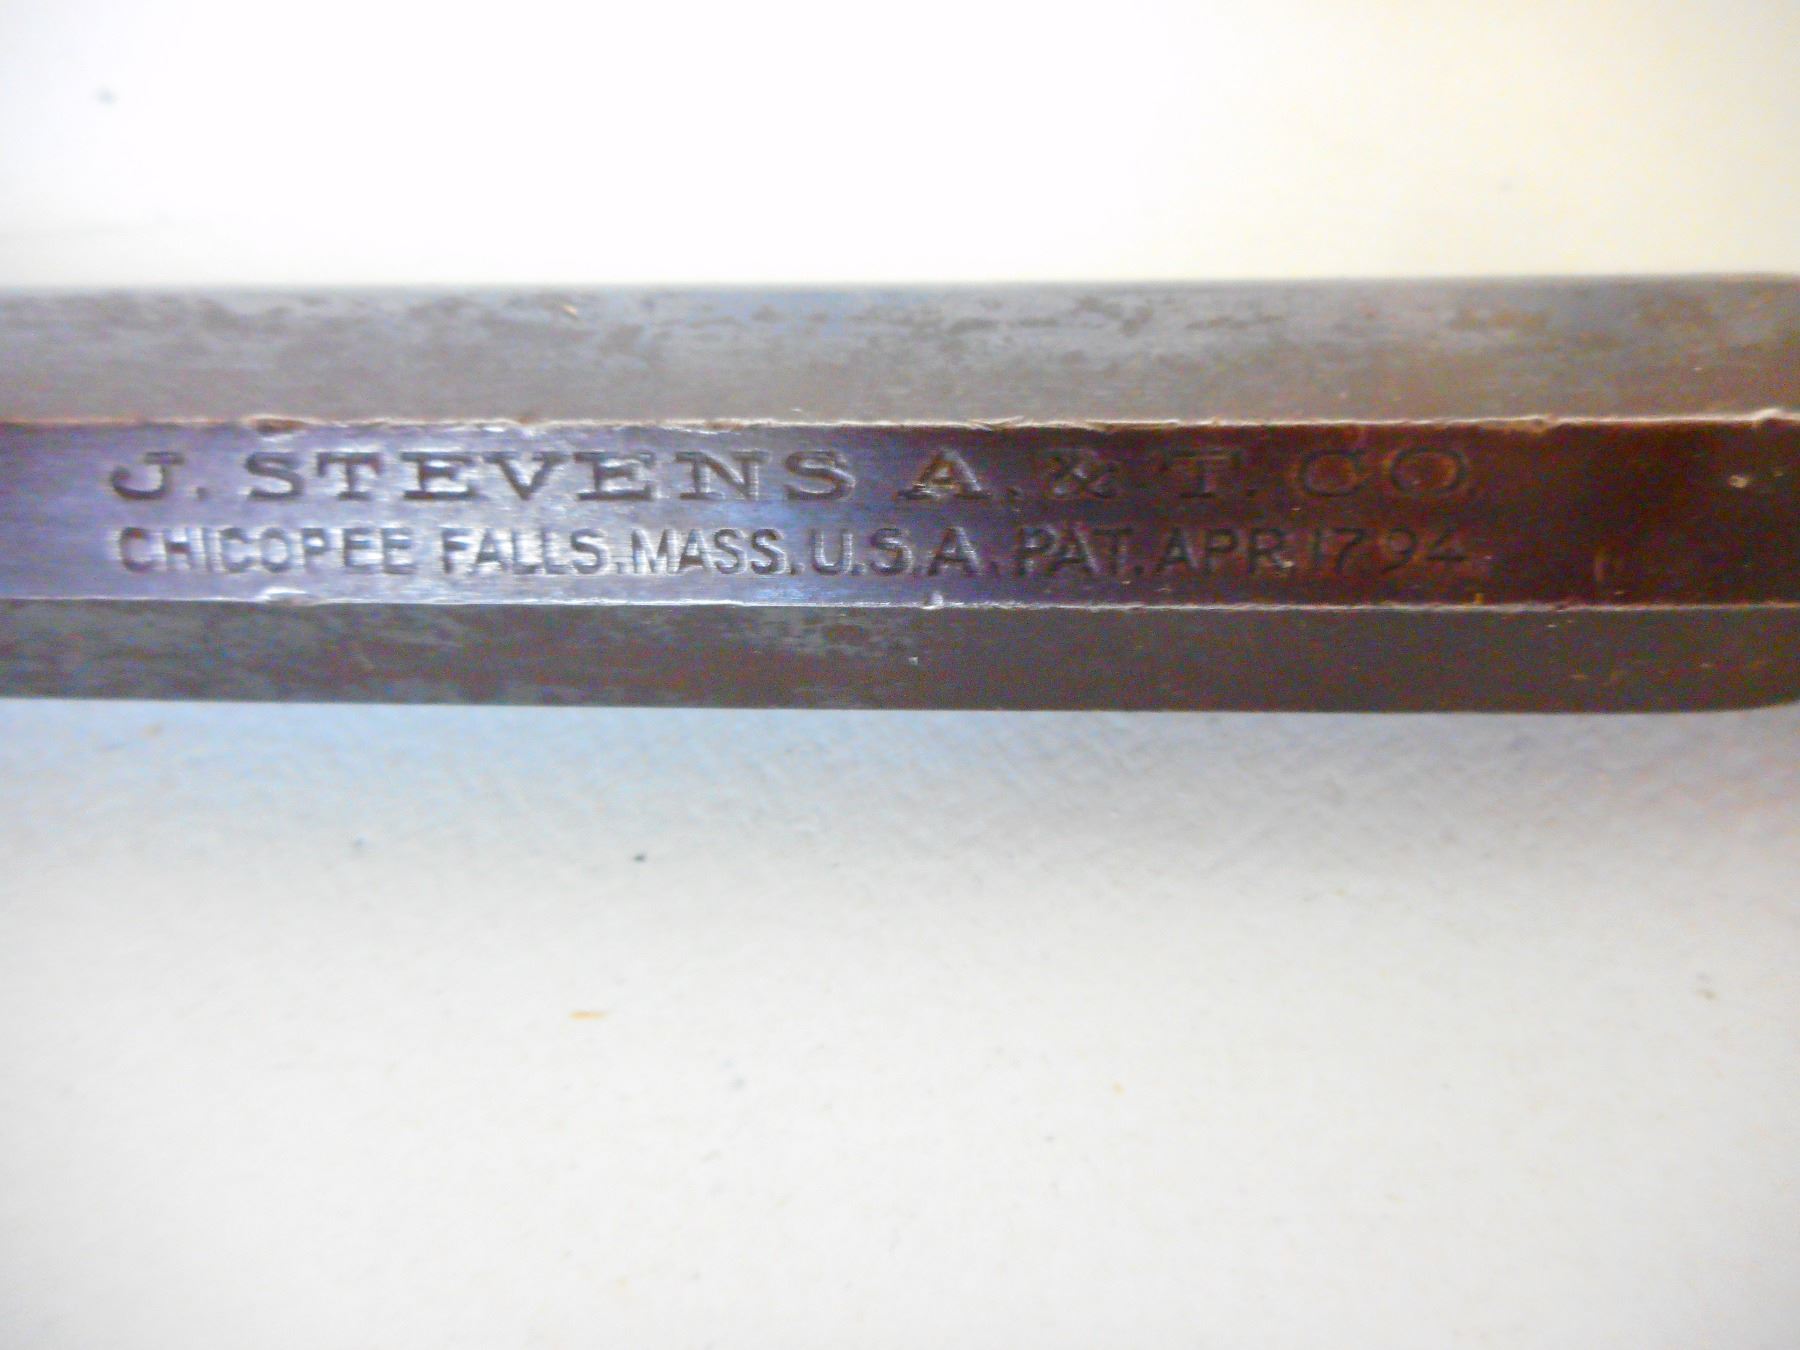 J. STEVENS A. & T. CO.
CHICOPEE FALLS. MASS. U.S.A. PAT. APR. 17 94